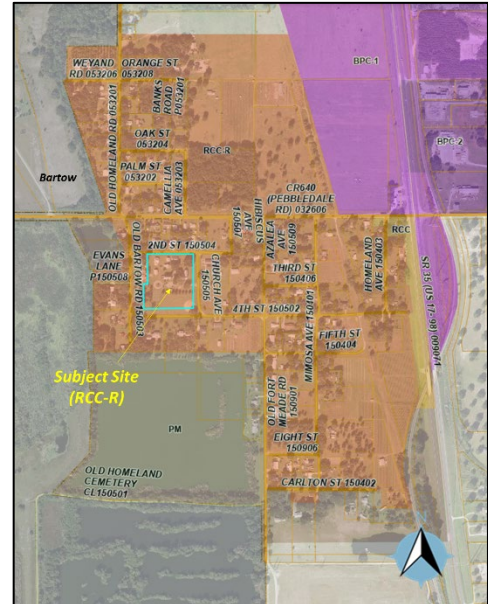 WEYAND
RD 053206
ORANGE ST
053208
BPC-1
OLD HOMELAND RD 053201
BANKS
ROAD
P053201
BPC-2
OAK ST
053204
RCC-R
PALM ST
053202
CAMELLIA
AVE 053203
Bartow
CR640
(PEBBLEDALE
RD) 032606
HIBISCUS
AVE
150507
AZALEA
AVE
150509
RCC
2ND ST 150504
EVANS
LANE
P150508
OLD BARTOW RD 150503
CHURCH AVE
150505
THIRD ST
150406
HOMELAND
AVE 150403
SR 35 (US 17-98) 009071
4TH ST 150502
MIMOSA AVE 150401
FIFTH ST
150404
Subject Site
(RCC-R)
OLD FORT
MEADE RD
150901
PM
EIGHT ST
150906
OLD HOMELAND
CEMETERY
CL150501
CARLTON ST 150402